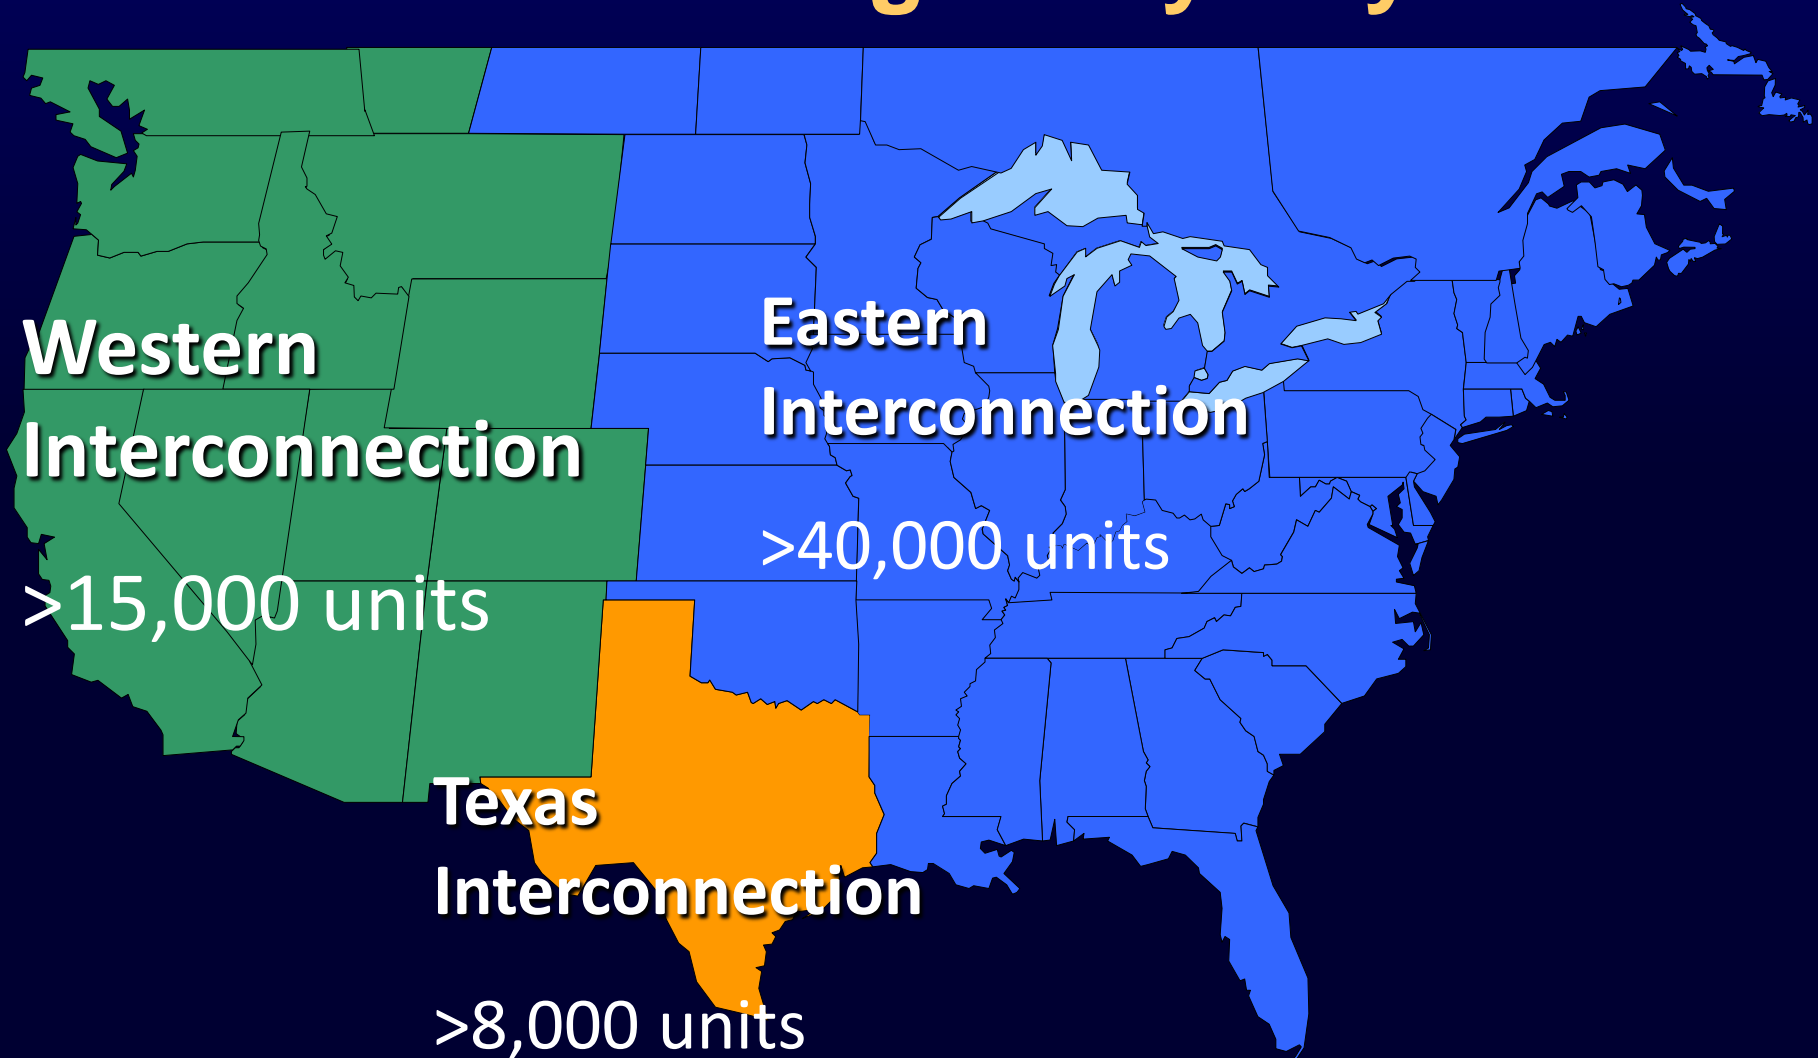 Western
Interconnection
>15,000 units
Eastern
Interconnection
>40,000 units
Texas
Interconnection
>8,000 units